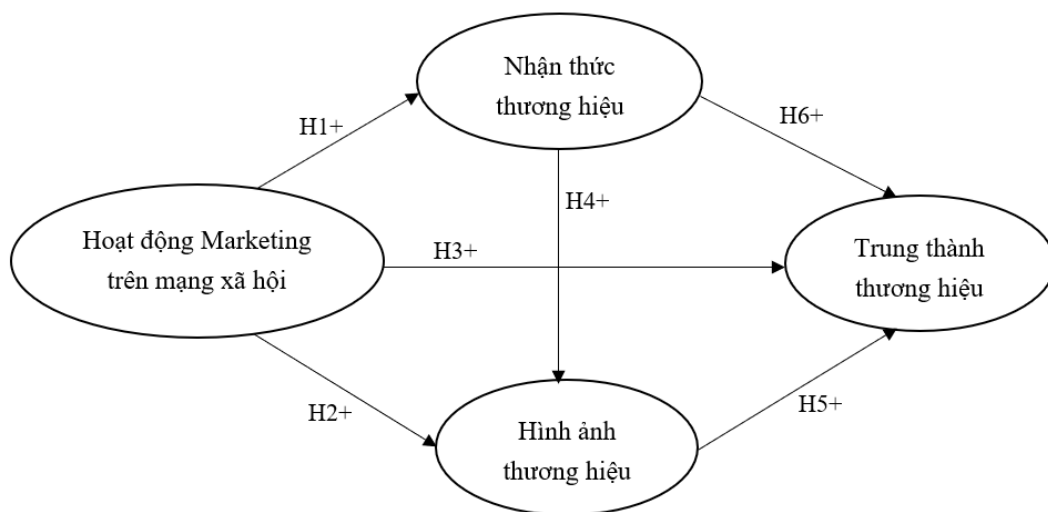 Nhận thức
thương hiệu
H1+
H6+
H4+
Hoạt động Marketing
trên mạng xã hội
H3+
Trung thành
thương hiệu
H2+
H5+
Hình ảnh
thương hiệu